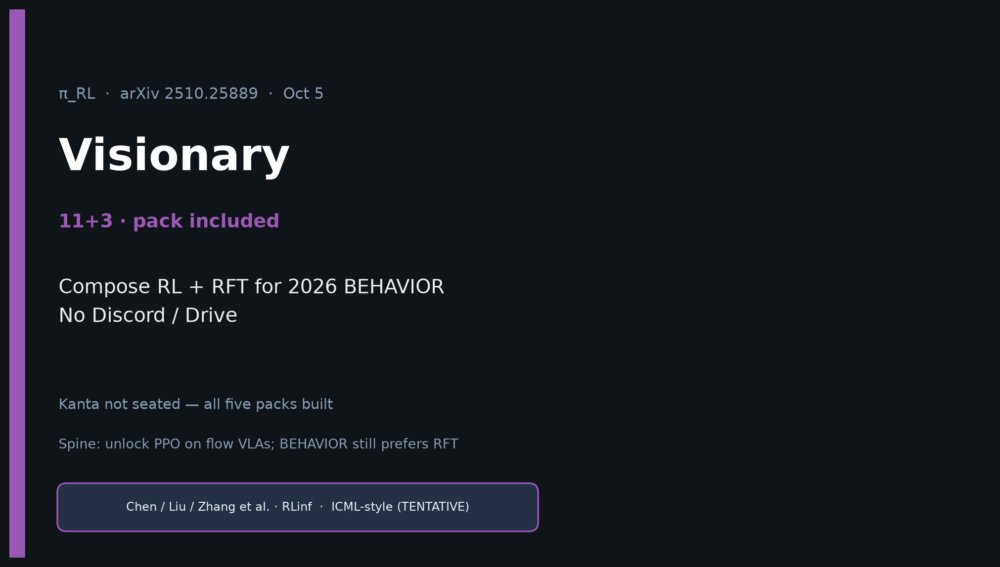 π_RL · arXiv 2510.25889 · Oct 5
Visionary
11+3 · pack included
Compose RL + RFT for 2026 BEHAVIOR
No Discord / Drive
Kanta not seated — all five packs built
Spine: unlock PPO on flow VLAs; BEHAVIOR still prefers RFT
Chen / Liu / Zhang et al. · RLinf · ICML-style (TENTATIVE)